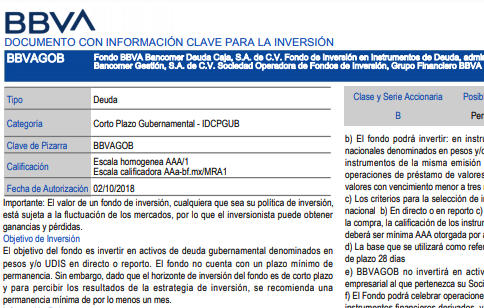 BBVA
DOCUMENTO CON INFORMACIÓN CLAVE PARA LA INVERSIÓN
BBVAGOB
Fondo BBVA Bancomer Deuda Caja, S.A. de C.V. Fondo de Inversión en Instrumentos de Deuda,
Bancomer Gestión, S.A. de C.V. Sociedad Operadora de Fondos de Inversión, Grupo Financiero BBVA
Tipo Deuda
Categoría Corto Plazo Gubernamental - IDCPGUB
Clave de Pizarra BBVAGOB
Calificación Escala homogenea AAA/1
Escala calificadora AAa-bf.mx/MRA1
Fecha de Autorización 02/10/2018
Importante: El valor de un fondo de inversión, cualquiera que sea su política de inversión,
está sujeta a la fluctuación de los mercados, por lo que el inversionista puede obtener
ganancias y pérdidas.
Objetivo de Inversión
El objetivo del fondo es invertir en activos de deuda gubernamental denominados en
pesos y/o UDIS en directo o reporto. El fondo no cuenta con un plazo mínimo de
permanencia. Sin embargo, dado que el horizonte de inversión del fondo es de corto plazo
y para percibir los resultados de la estrategia de inversión, se recomienda una
permanencia mínima de por lo menos un mes.
Clase y Serie Accionaria
B
b) El fondo podrá invertir: en
nacionales denominados en pesos
instrumentos de la misma emisión
operaciones de préstamo de valores
valores con vencimiento menor a tres
c) Los criterios para la selección de
nacional b) En directo o en reporto c)
la compra, la calificación de los
deberá ser mínima AAA otorgada por
d) La base que se utilizará como
de plazo 28 dias
e) BBVAGOB no invertirá en
empresarial al que pertenezca su
f) El Fondo podrá celebrar